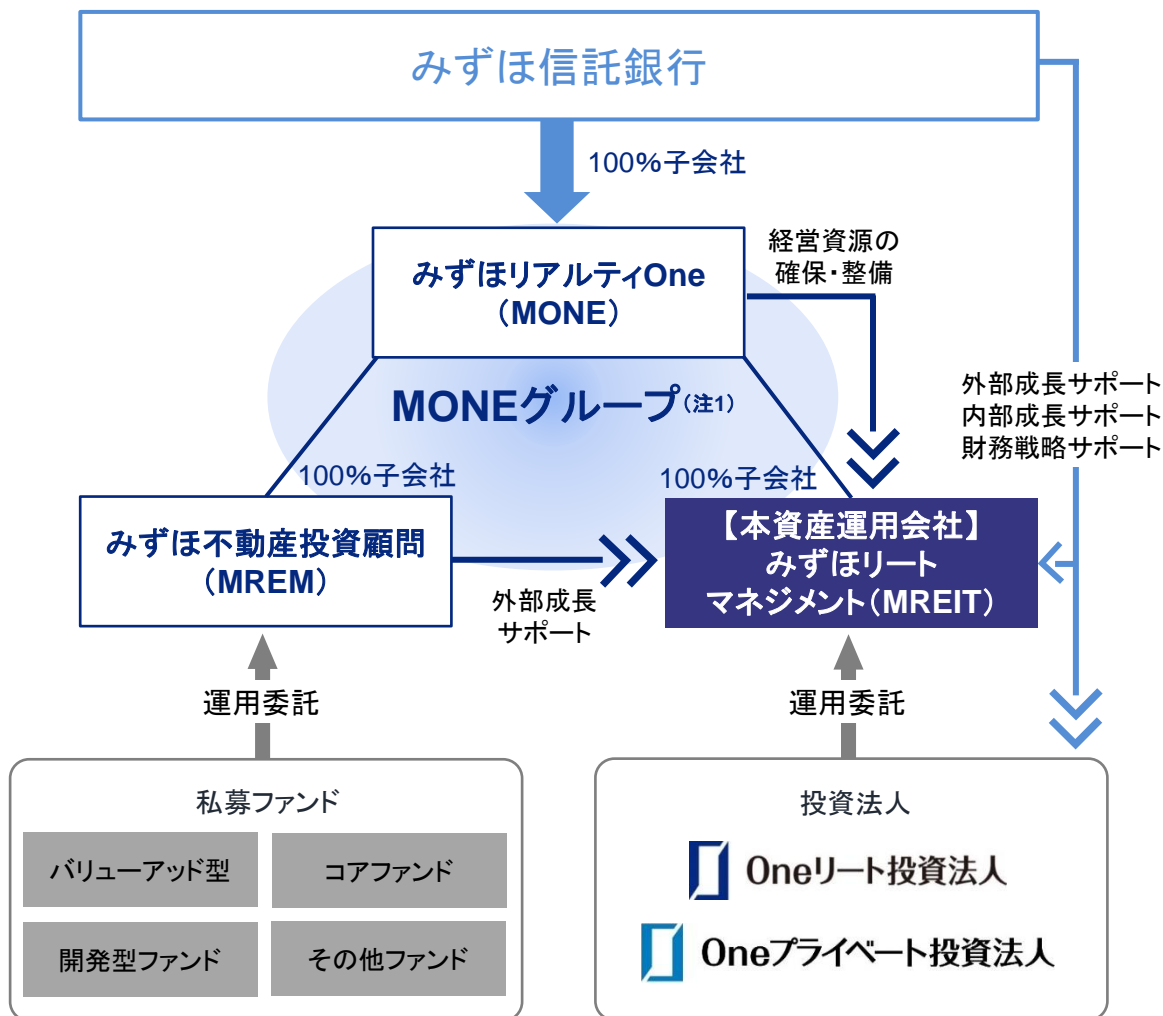 みずほ信託銀行
100%子会社
みずほリアルティOne
(MONE)
経営資源の
確保・整備
MONEグループ(注1)
外部成長サポート
内部成長サポート
財務戦略サポート
100%子会社
100%子会社
みずほ不動産投資顧問
(MREM)
外部成長
サポート
【本資産運用会社】
みずほリート
マネジメント(MREIT)
運用委託
運用委託
私募ファンド
バリューアッド型
コアファンド
開発型ファンド
その他ファンド
投資法人
Oneリート投資法人
Oneプライベート投資法人